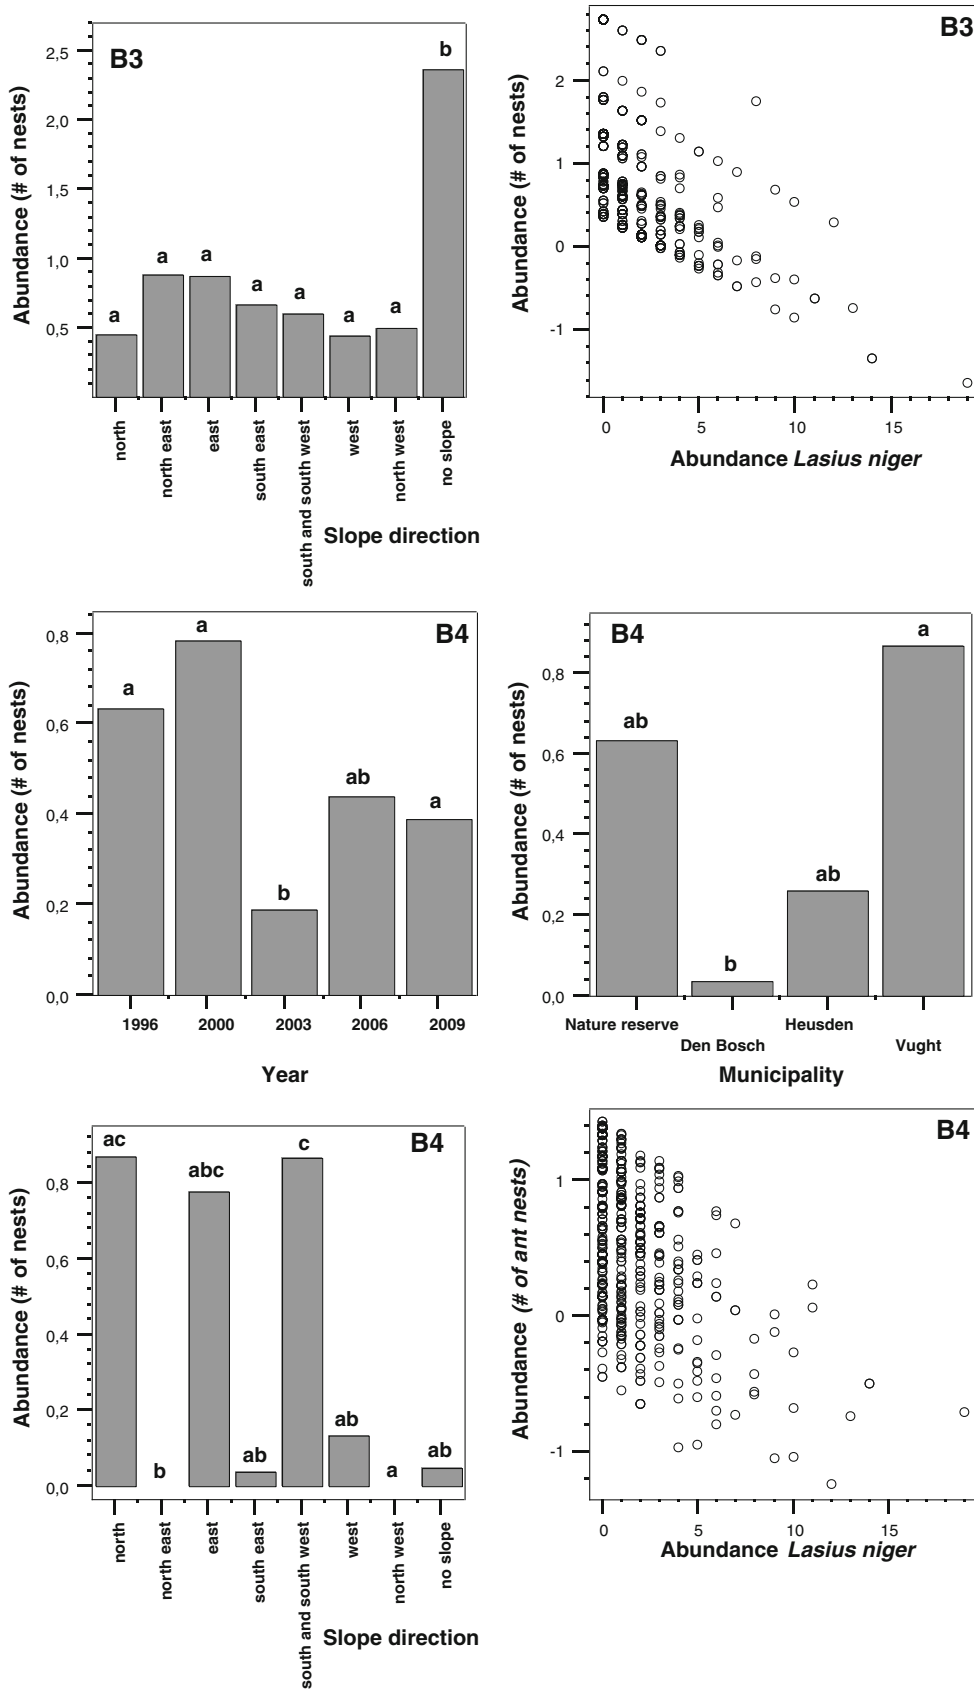 B3
Abundance (# of nests)
2,5
2,0
1,5
1,0
0,5
a
a
a
a
a
a
a
b
north
north east
east
south east
south and south west
west
north west
no slope
Slope direction
B3
Abundance (# of nests)
2
1
0
-1
0
5
10
15
Abundance Lasius niger
B4
Abundance (# of nests)
0,8
0,6
0,4
0,2
0,0
a
a
b
ab
a
1996
2000
2003
2006
2009
Year
B4
Abundance (# of nests)
0,8
0,6
0,4
0,2
0,0
ab
b
ab
a
Nature reserve
Den Bosch
Heusden
Vught
Municipality
B4
Abundance (# of nests)
0,8
0,6
0,4
0,2
0,0
ac
b
abc
ab
c
ab
a
ab
north
north east
east
south east
south and south west
west
north west
no slope
Slope direction
B4
Abundance (# of ant nests)
1
0
-1
0
5
10
15
Abundance Lasius niger